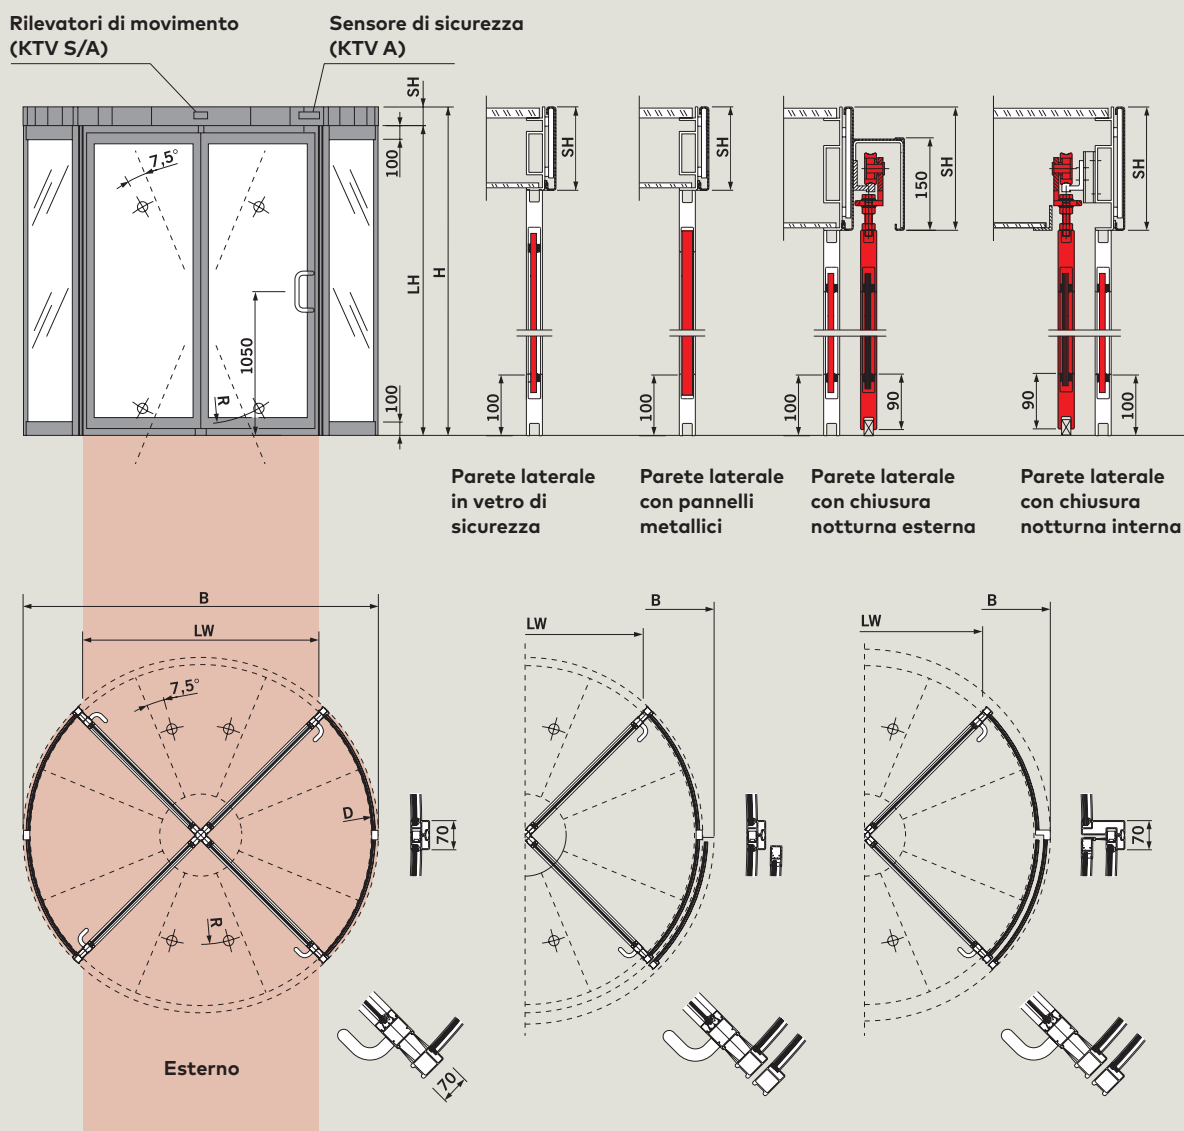 Rilevatori di movimento
(KTV S/A)
Sensore di sicurezza
(KTV A)
SH
100
LH
H
7,5°
1050
R
100
SH
100
SH
100
150
SH
100
90
SH
90
100
Parete laterale
in vetro di
sicurezza
Parete laterale
con pannelli
metallici
Parete laterale
con chiusura
notturna esterna
Parete laterale
con chiusura
notturna interna
B
LW
7,5°
D
R
70
B
LW
70
B
LW
70
Esterno
70